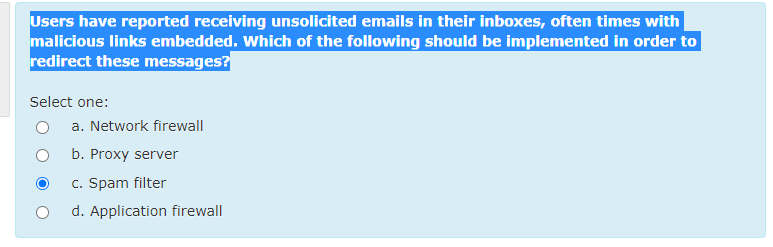 Users have reported receiving unsolicited emails in their inboxes, often times with
malicious links embedded. Which of the following should be implemented in order to
redirect these messages?
Select one:
a. Network firewall
b. Proxy server
c. Spam filter
d. Application firewall